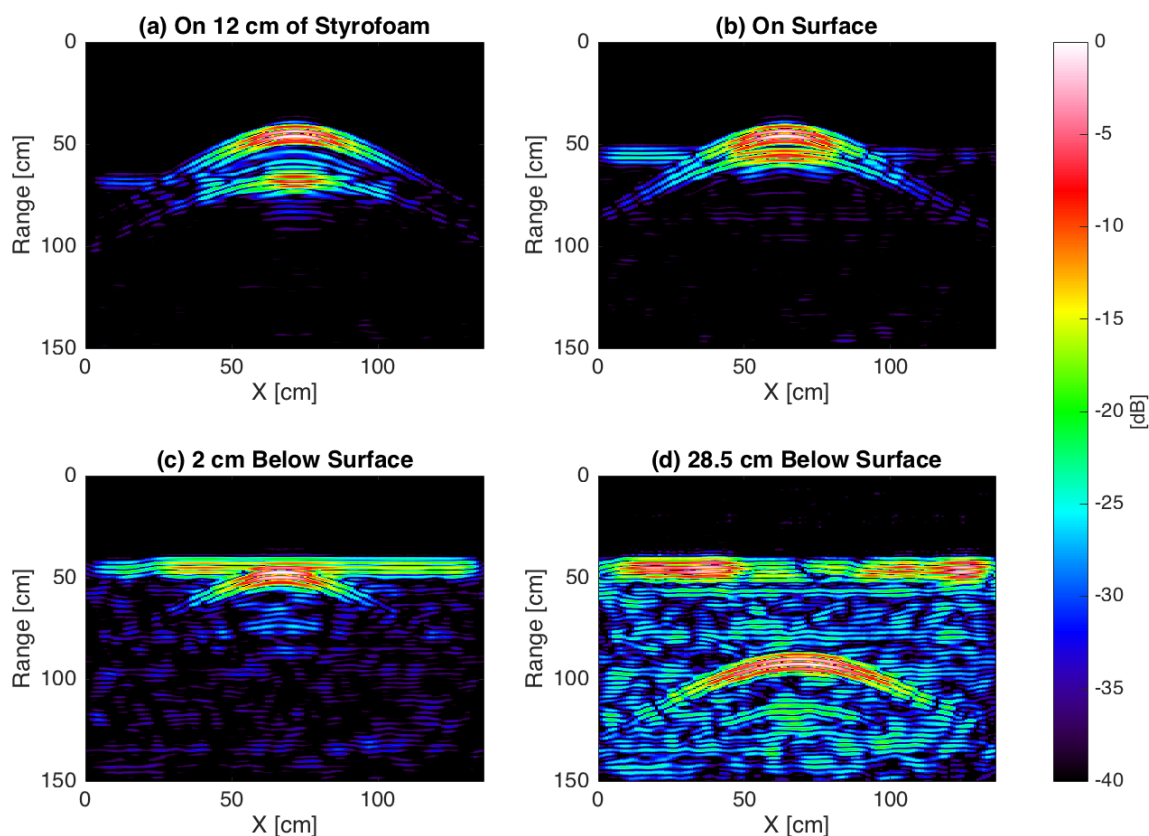 (a) On 12 cm of Styrofoam
0
50
100
150
Range [cm]
0
50
100
X [cm]
(b) On Surface
0
50
100
150
Range [cm]
0
50
100
X [cm]
0
-5
-10
-15
-20
-25
-30
-35
-40
[dB]
(c) 2 cm Below Surface
0
50
100
150
Range [cm]
0
50
100
X [cm]
(d) 28.5 cm Below Surface
0
50
100
150
Range [cm]
0
50
100
X [cm]